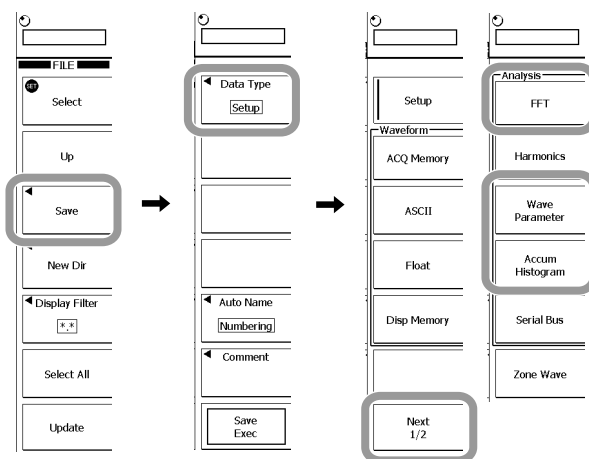 FILE
SET
Select
Up
Save
New Dir
Display Filter
*.*
Select All
Update
Data Type
Setup
Auto Name
Numbering
Comment
Save
Exec
Setup
Waveform
ACQ Memory
ASCII
Float
Disp Memory
Next
1/2
Analysis
FFT
Harmonics
Wave
Parameter
Accum
Histogram
Serial Bus
Zone Wave